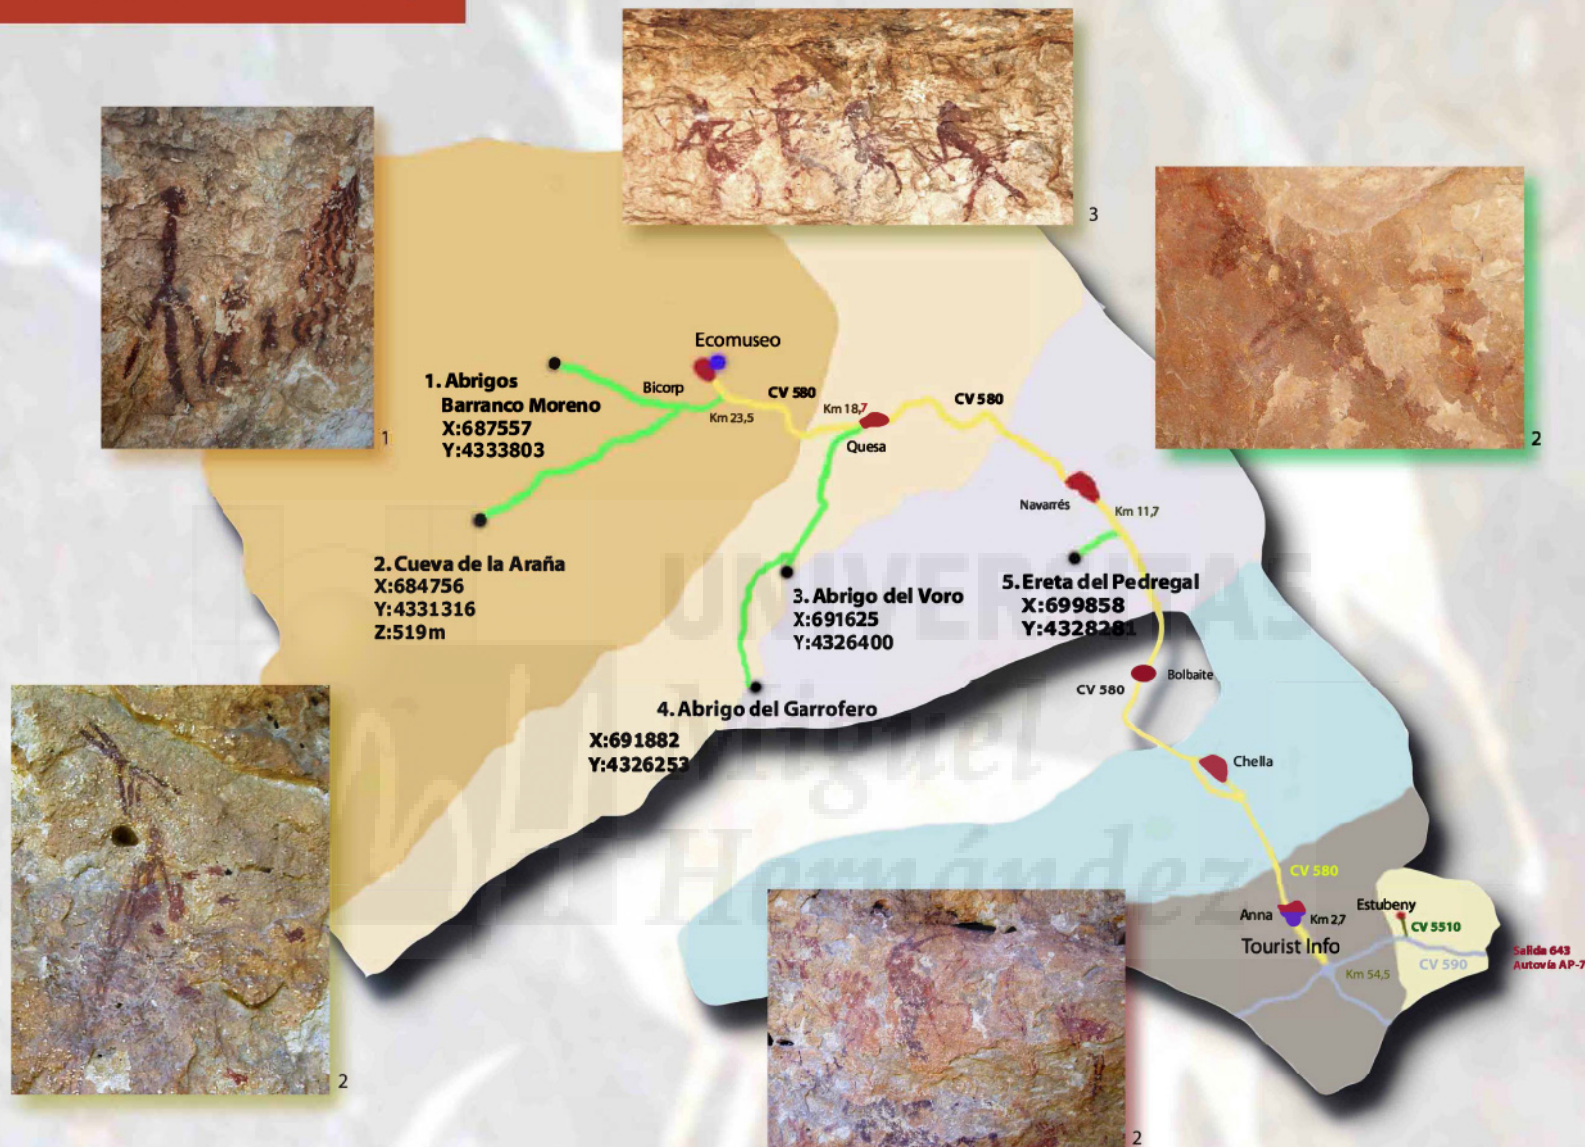 3
1
2
Ecomuseo
1. Abrigos
Barranco Moreno
X:687557
Y:4333803
Bicorp
CV 580
Km 23,5
Km 18,7
Quesa
CV 580
Navarrés
Km 11,7
2. Cueva de la Araña
X:684756
Y:4331316
Z:519m
3. Abrigo del Voro
X:691625
Y:4326400
5. Ereta del Pedregal
X:699858
Y:4328281
UNIVERSITAS
Miguel
Hernández
Bolbaite
CV 580
4. Abrigo del Garrofero
X:691882
Y:4326253
Chella
CV 580
Anna
Km 2,7
Tourist Info
Estubeny
CV 5510
CV 590
Km 54,5
Salida 643
Autovía AP-7
2
2